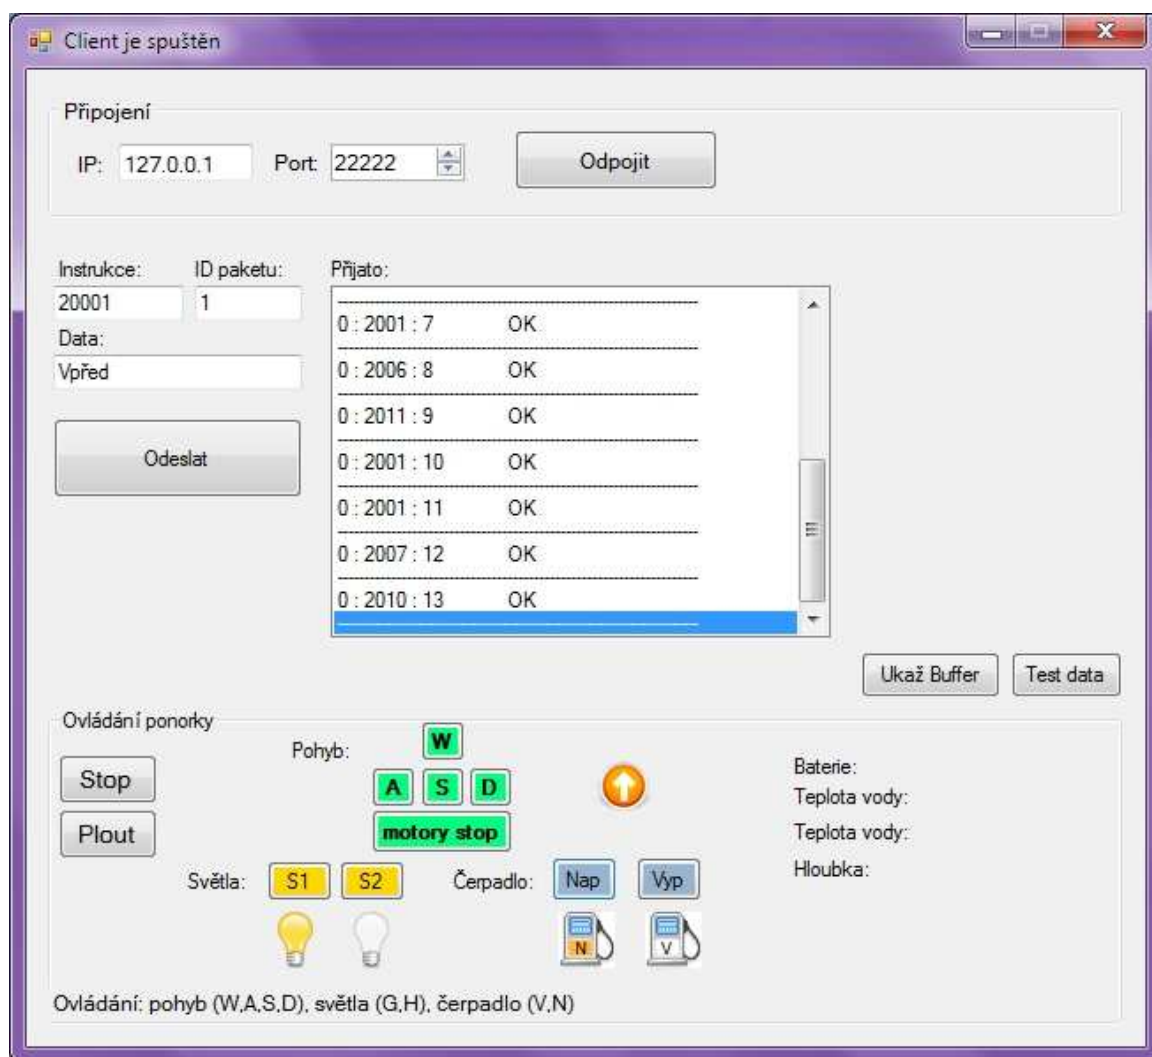 Client je spuštěn
Připojení
IP: 127.0.0.1 Port: 22222 Odpojit
Instrukce: ID paketu: Přijato:
20001 1
Data:
Vpřed
Odeslat
0 : 2001 : 7 OK
0 : 2006 : 8 OK
0 : 2011 : 9 OK
0 : 2001 : 10 OK
0 : 2001 : 11 OK
0 : 2007 : 12 OK
0 : 2010 : 13 OK
Ukaž Buffer Test data
Ovládání ponorky
Stop
Plout
Pohyb: W
A S D
motory stop
Světla: S1 S2 Čerpadlo: Nap Vyp
N V
Baterie:
Teplota vody:
Teplota vody:
Hloubka:
Ovládání: pohyb (W,A,S,D), světla (G,H), čerpadlo (V,N)